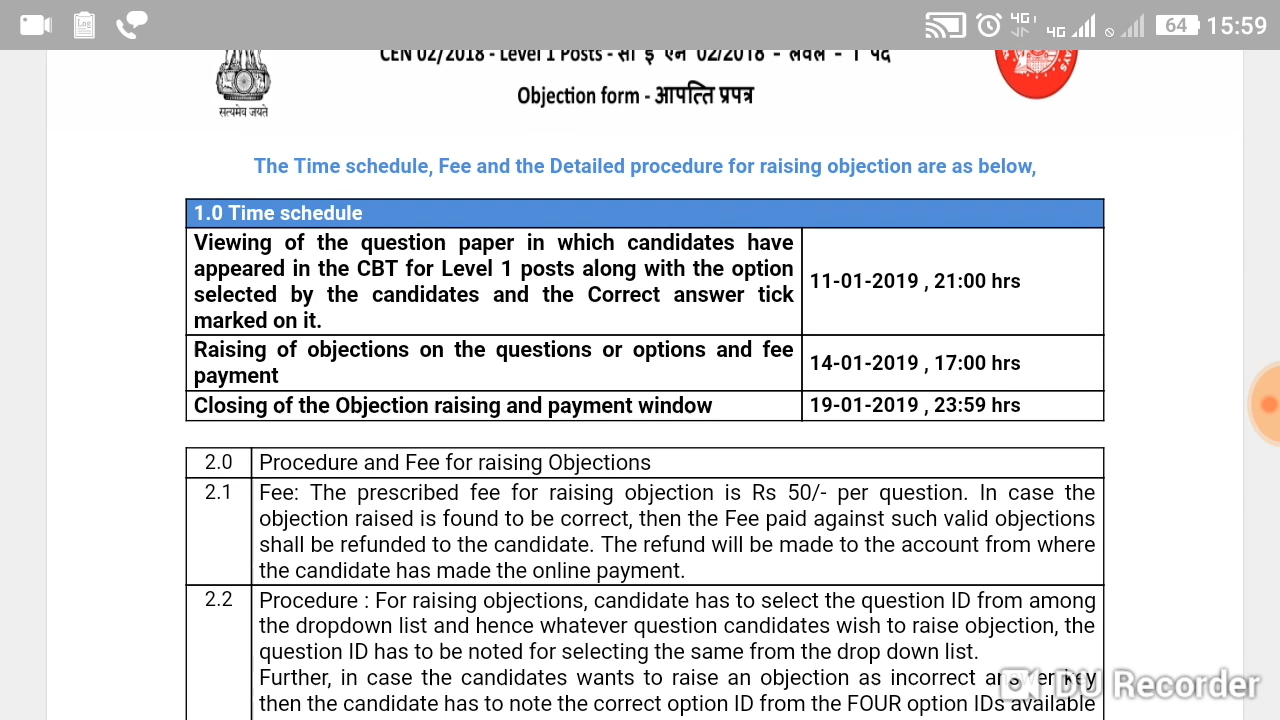 4G
4G
64
15:59
CEN 02/2018 - Level 1 Posts - सी ई एन 02/2018 - लेवल - 1 पद
Objection form - आपत्ति प्रपत्र
सत्यमेव जयते
The Time schedule, Fee and the Detailed procedure for raising objection are as below,
1.0 Time schedule
Viewing of the question paper in which candidates have
appeared in the CBT for Level 1 posts along with the option
selected by the candidates and the Correct answer tick
marked on it.
11-01-2019 , 21:00 hrs
Raising of objections on the questions or options and fee
payment
14-01-2019 , 17:00 hrs
Closing of the Objection raising and payment window
19-01-2019 , 23:59 hrs
2.0 Procedure and Fee for raising Objections
2.1 Fee: The prescribed fee for raising objection is Rs 50/- per question. In case the
objection raised is found to be correct, then the Fee paid against such valid objections
shall be refunded to the candidate. The refund will be made to the account from where
the candidate has made the online payment.
2.2 Procedure : For raising objections, candidate has to select the question ID from among
the dropdown list and hence whatever question candidates wish to raise objection, the
question ID has to be noted for selecting the same from the drop down list.
Further, in case the candidates wants to raise an objection as incorrect answer key
then the candidate has to note the correct option ID from the FOUR option IDs available
DU Recorder